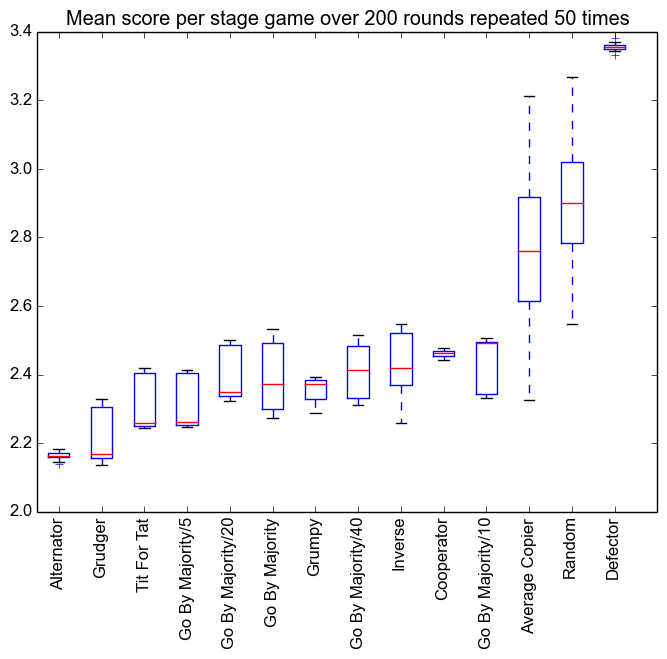 Mean score per stage game over 200 rounds repeated 50 times
3.4
3.2
3.0
2.8
2.6
2.4
2.2
2.0
Alternator
Grudger
Tit For Tat
Go By Majority/5
Go By Majority/20
Go By Majority
Grumpy
Go By Majority/40
Inverse
Cooperator
Go By Majority/10
Average Copier
Random
Defector